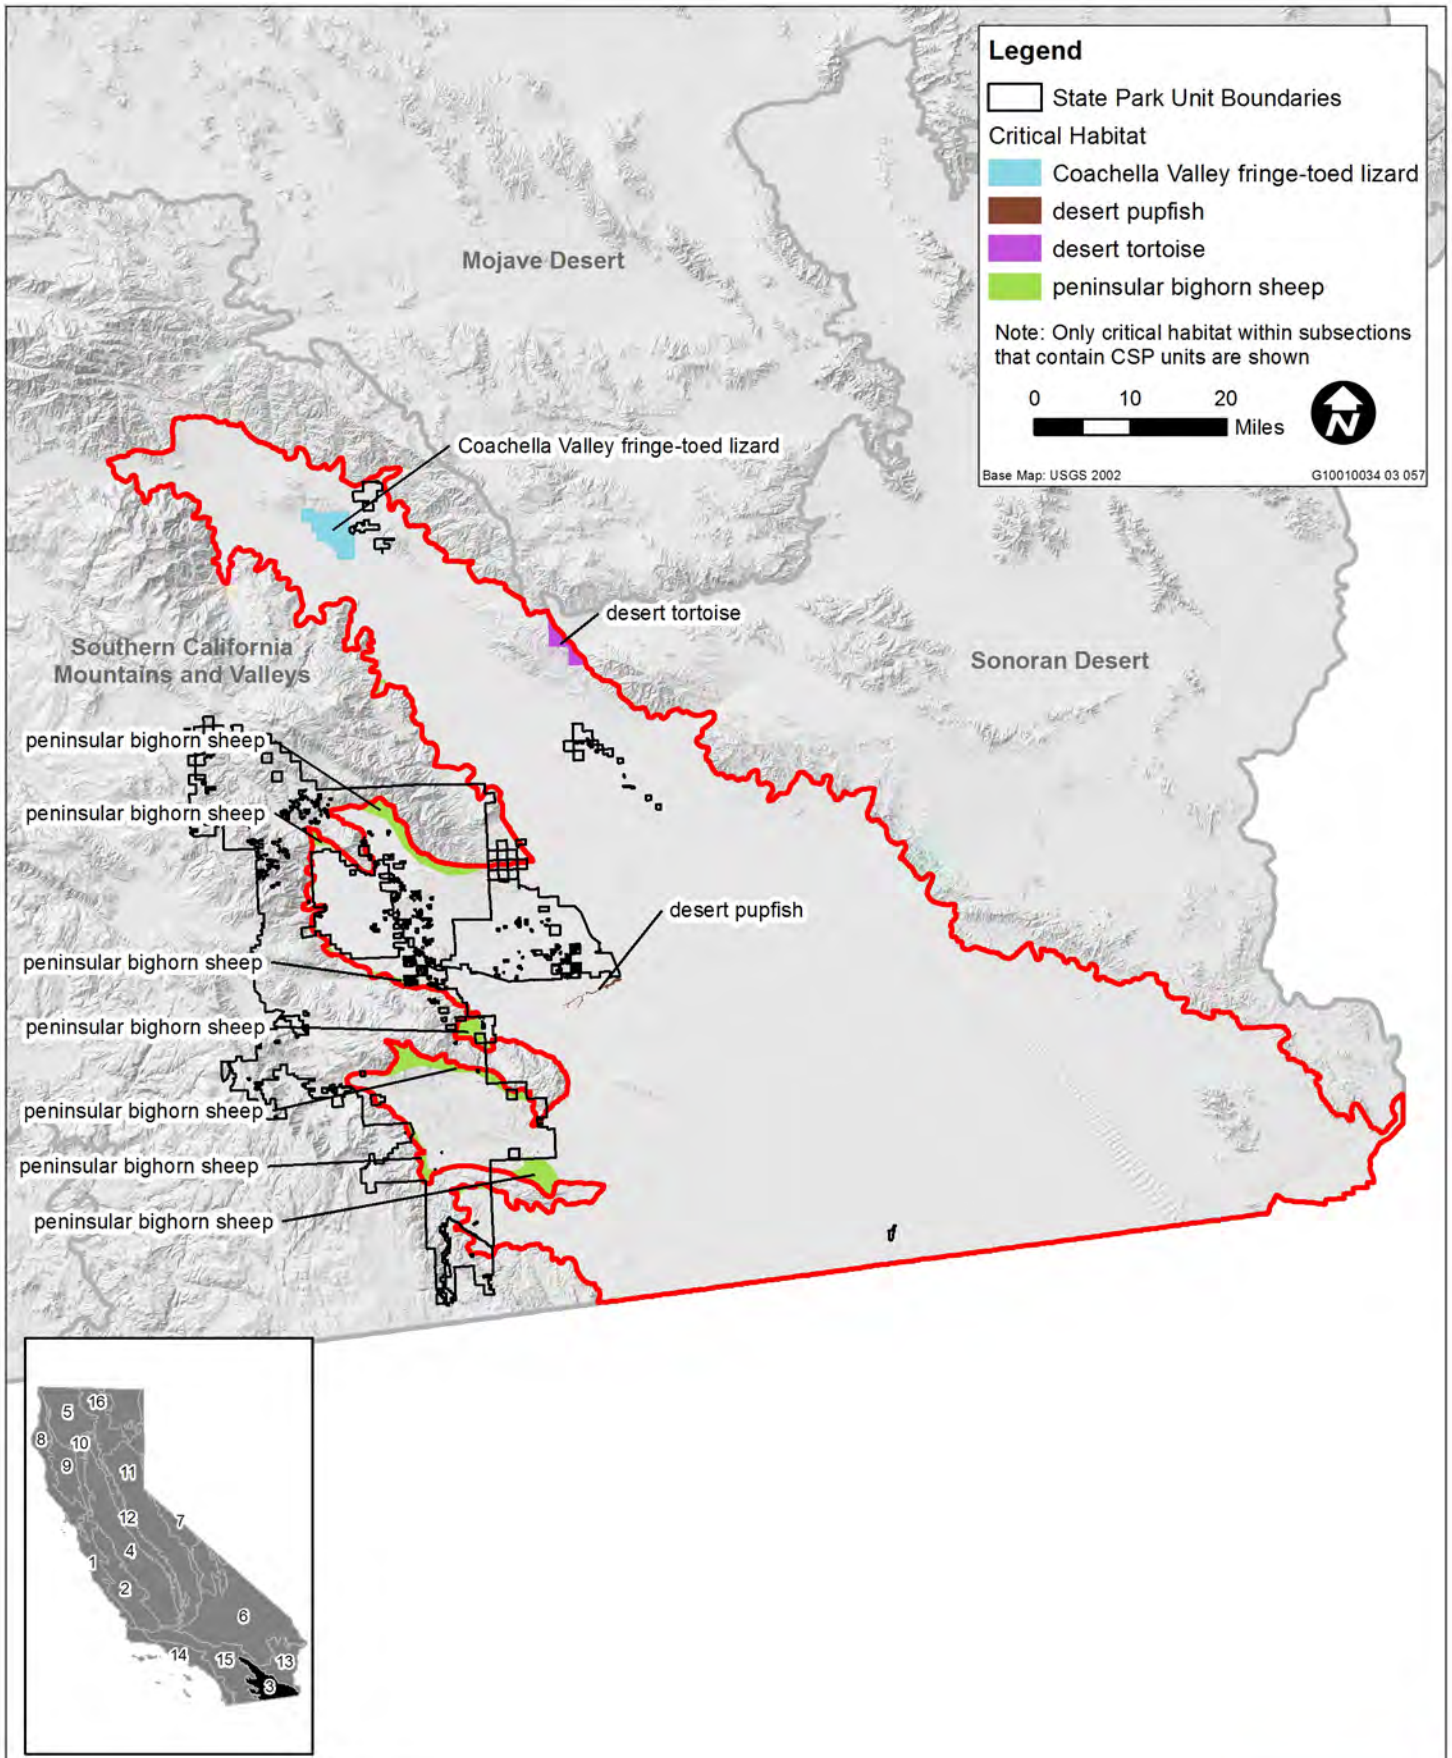 Legend
State Park Unit Boundaries
Critical Habitat
Coachella Valley fringe-toed lizard
desert pupfish
desert tortoise
peninsular bighorn sheep
Note: Only critical habitat within subsections
that contain CSP units are shown
0 10 20
Miles
N
Base Map: USGS 2002
G10010034 03 057
Mojave Desert
Coachella Valley fringe-toed lizard
desert tortoise
Southern California
Mountains and Valleys
Sonoran Desert
peninsular bighorn sheep
peninsular bighorn sheep
desert pupfish
peninsular bighorn sheep
peninsular bighorn sheep
peninsular bighorn sheep
peninsular bighorn sheep
peninsular bighorn sheep
16
5
8
10
9
11
12
7
4
1
2
6
14
15
13
3